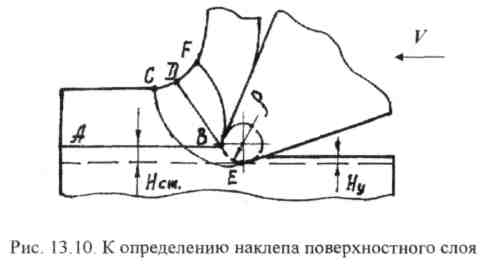 F
V
C
D
ρ
A
B
Hст.
E
Hу
Рис. 13.10. К определению наклепа поверхностного слоя